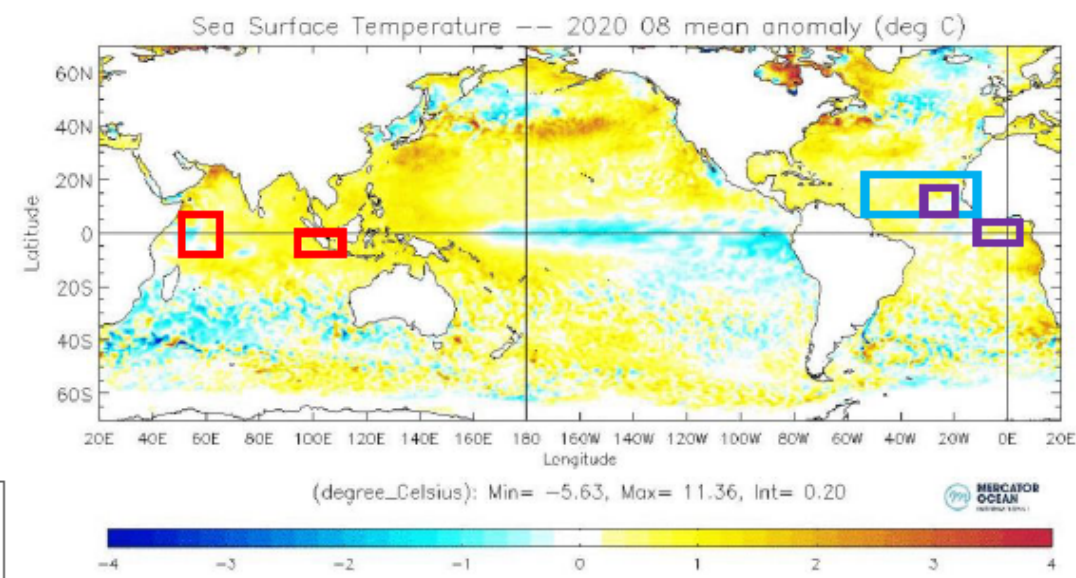 Sea Surface Temperature -- 2020 08 mean anomaly (deg C)
60N
40N
20N
0
20S
40S
60S
Latitude
20E 40E 60E 80E 100E 120E 140E 160E 180 160W 140W 120W 100W 80W 60W 40W 20W 0E 20E
Longitude
(degree_Celsius): Min= -5.63, Max= 11.36, Int= 0.20
MERCATOR
OCEAN
INTERNATIONAL
-4 -3 -2 -1 0 1 2 3 4